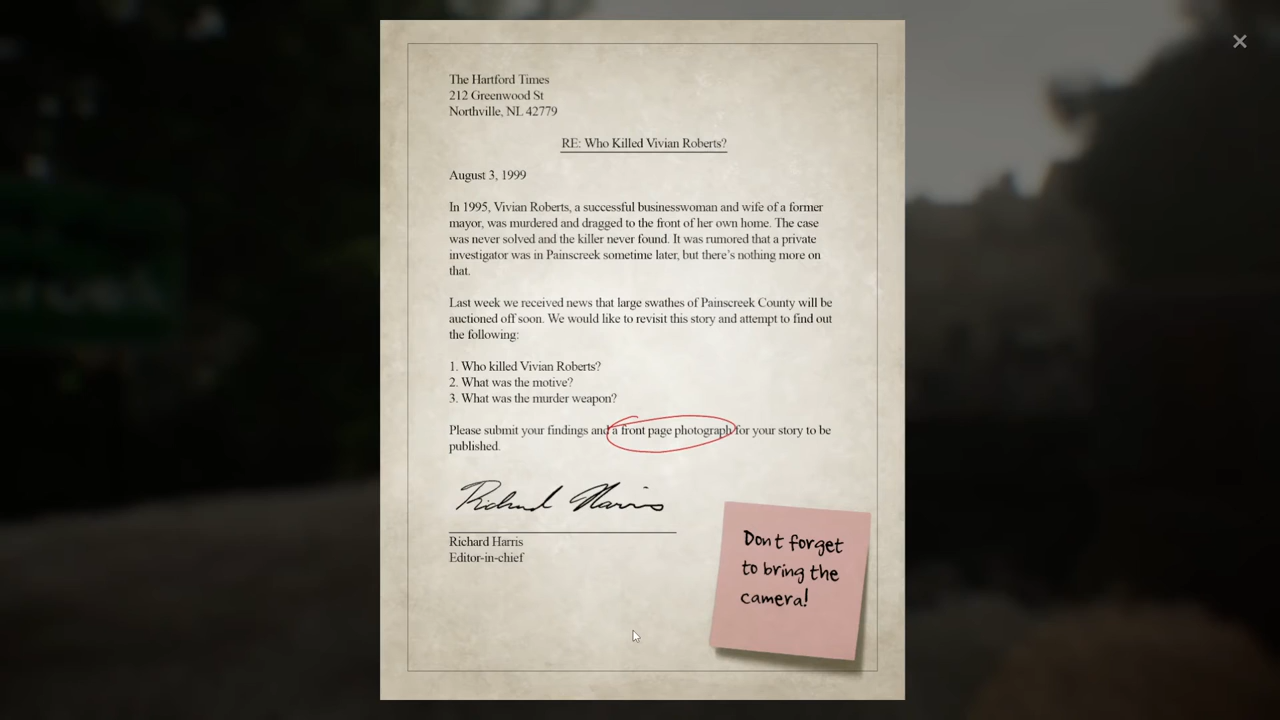 The Hartford Times
212 Greenwood St
Northville, NL 42779
RE: Who Killed Vivian Roberts?
August 3, 1999
In 1995, Vivian Roberts, a successful businesswoman and wife of a former
mayor, was murdered and dragged to the front of her own home. The case
was never solved and the killer never found. It was rumored that a private
investigator was in Painscreek sometime later, but there's nothing more on
that.
Last week we received news that large swathes of Painscreek County will be
auctioned off soon. We would like to revisit this story and attempt to find out
the following:
1. Who killed Vivian Roberts?
2. What was the motive?
3. What was the murder weapon?
Please submit your findings and a front page photograph for your story to be
published.
Richard Harris
Richard Harris
Editor-in-chief
Don't forget
to bring the
camera!